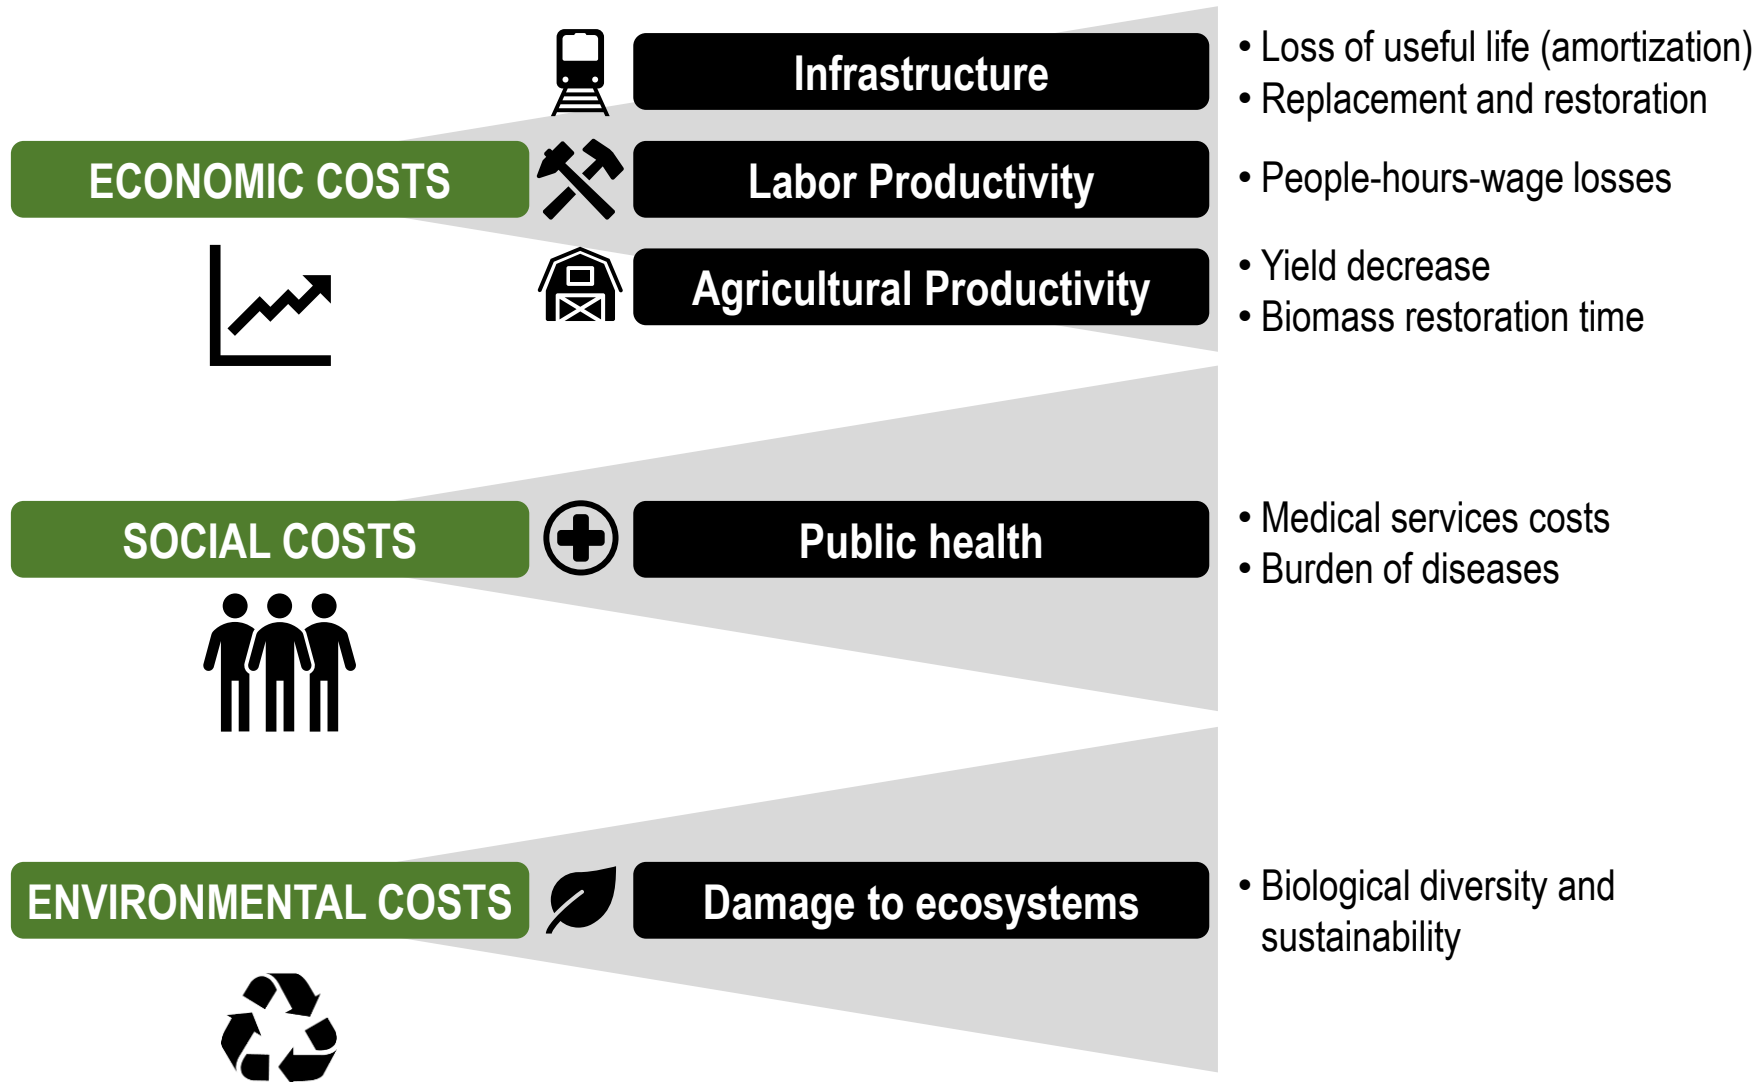 Infrastructure
• Loss of useful life (amortization)
• Replacement and restoration
ECONOMIC COSTS
Labor Productivity
• People-hours-wage losses
Agricultural Productivity
• Yield decrease
• Biomass restoration time
SOCIAL COSTS
Public health
• Medical services costs
• Burden of diseases
ENVIRONMENTAL COSTS
Damage to ecosystems
• Biological diversity and
sustainability